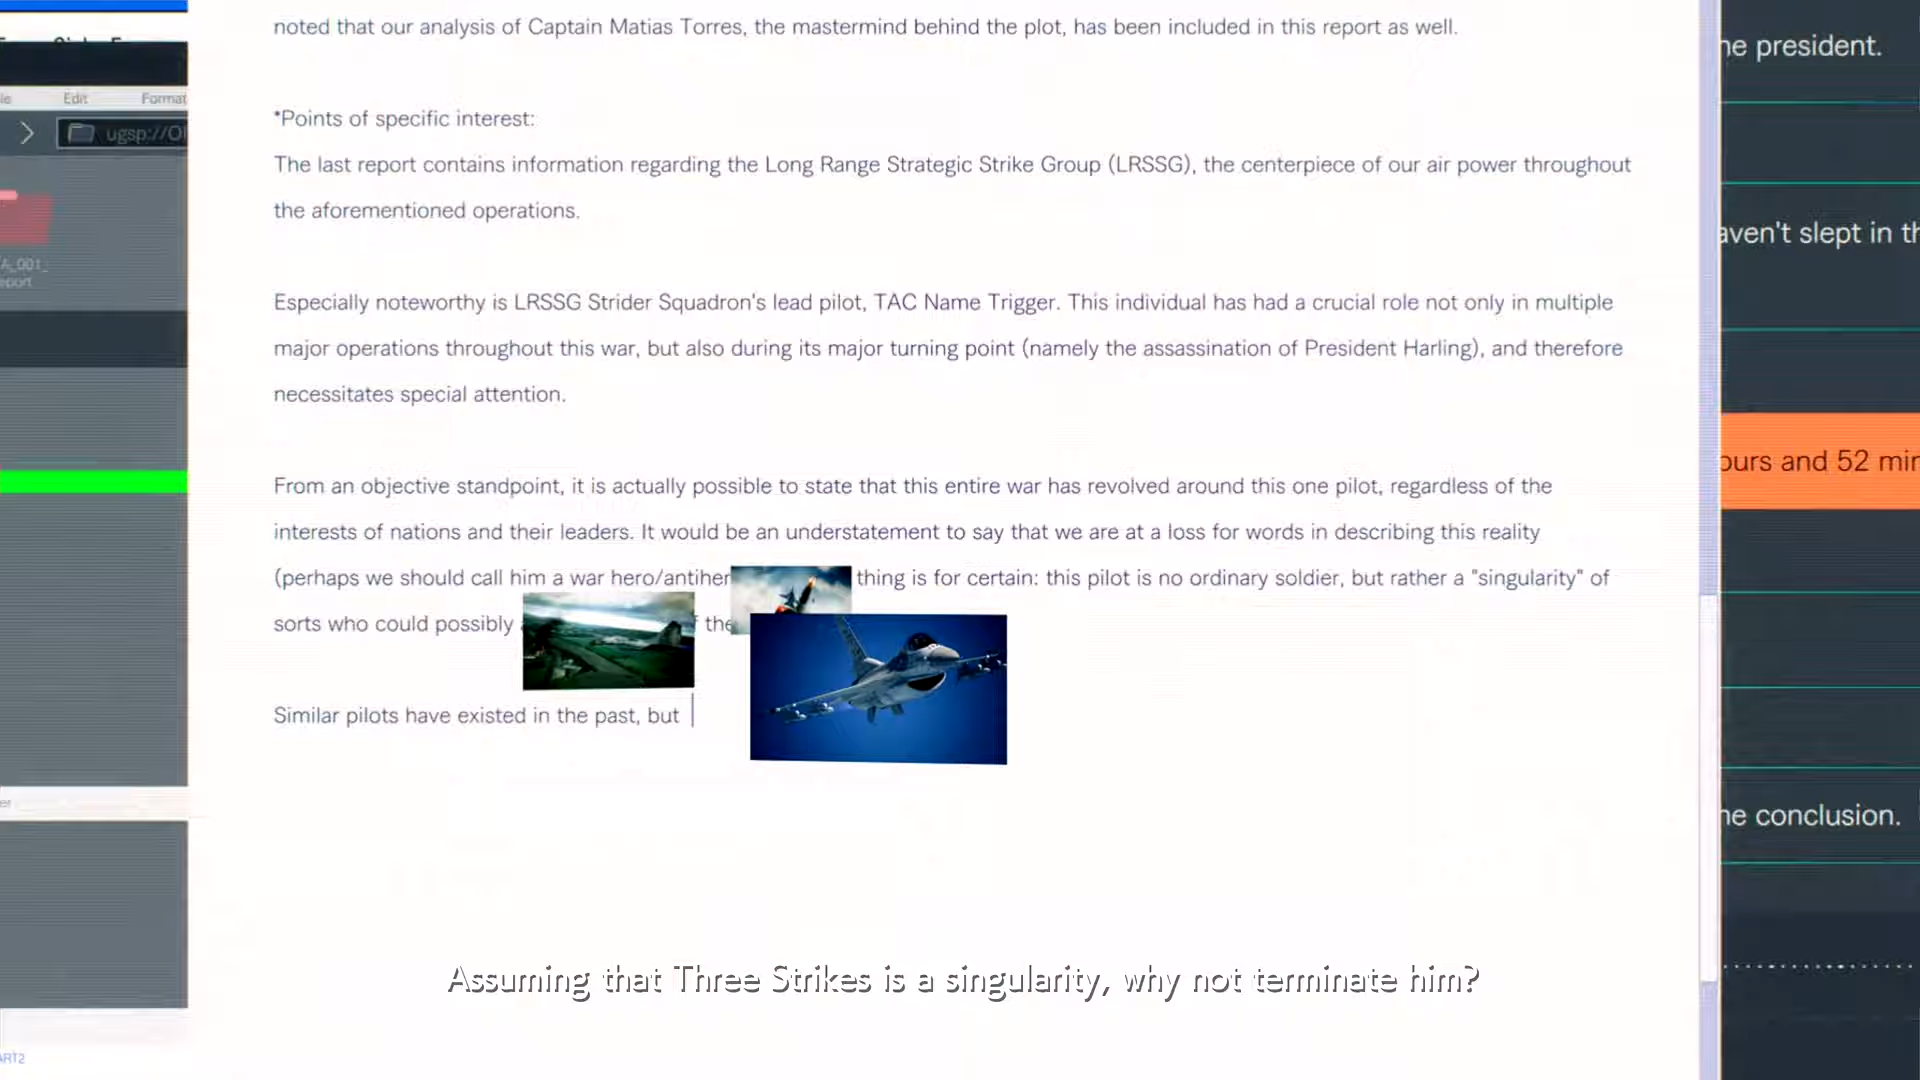 noted that our analysis of Captain Matias Torres, the mastermind behind the plot, has been included in this report as well.
he president.
Edit
Format
*Points of specific interest:
ugsp://O
The last report contains information regarding the Long Range Strategic Strike Group (LRSSG), the centerpiece of our air power throughout
the aforementioned operations.
aven't slept in th
A_001_
eport
Especially noteworthy is LRSSG Strider Squadron's lead pilot, TAC Name Trigger. This individual has had a crucial role not only in multiple
major operations throughout this war, but also during its major turning point (namely the assassination of President Harling), and therefore
necessitates special attention.
ours and 52 min
From an objective standpoint, it is actually possible to state that this entire war has revolved around this one pilot, regardless of the
interests of nations and their leaders. It would be an understatement to say that we are at a loss for words in describing this reality
(perhaps we should call him a war hero/antiher thing is for certain: this pilot is no ordinary soldier, but rather a "singularity" of
sorts who could possibly the
Similar pilots have existed in the past, but
er
he conclusion.
Assuming that Three Strikes is a singularity, why not terminate him?
ART2